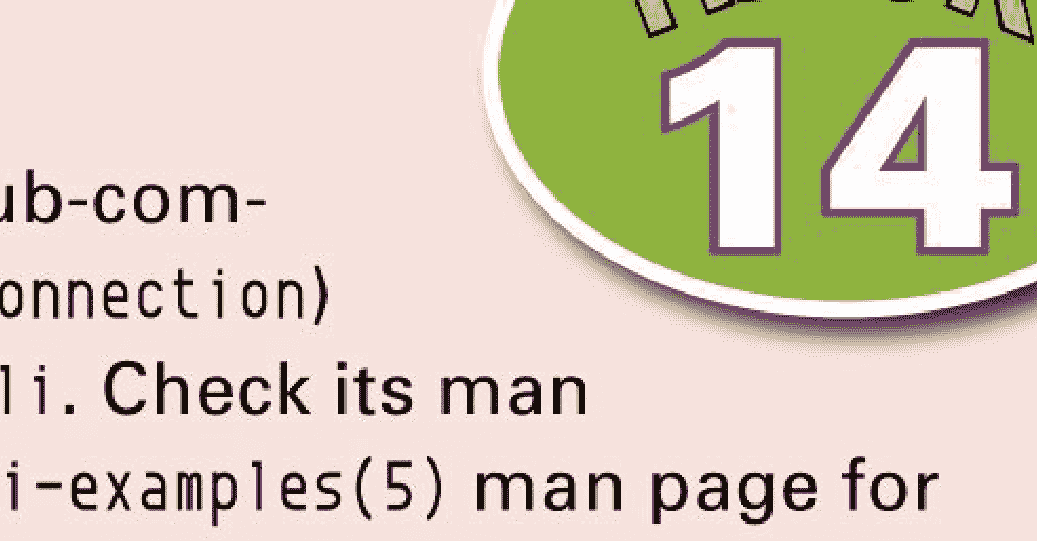 14
ub-com-
onnection)
li. Check its man
i-examples(5) man page for